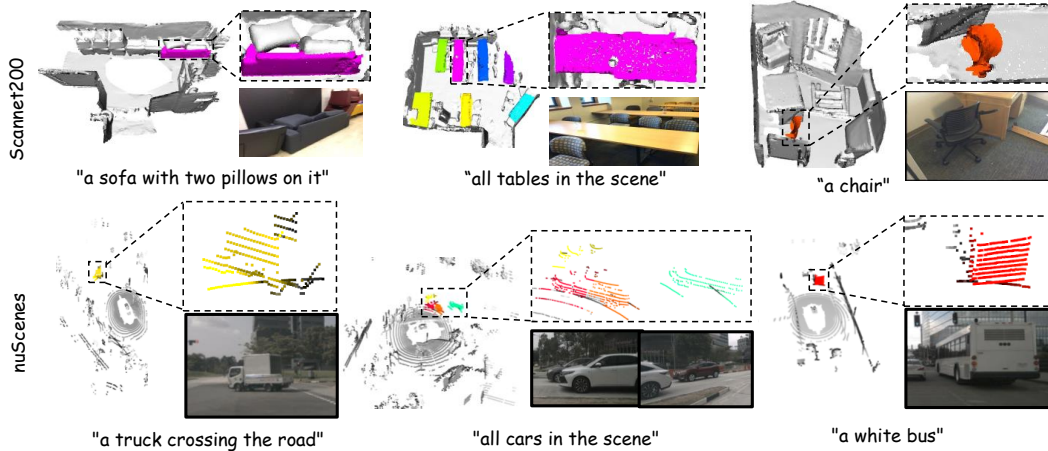 Scannet200
"a sofa with two pillows on it"
“all tables in the scene"
“a chair"
nuScenes
"a truck crossing the road"
"all cars in the scene"
"a white bus"